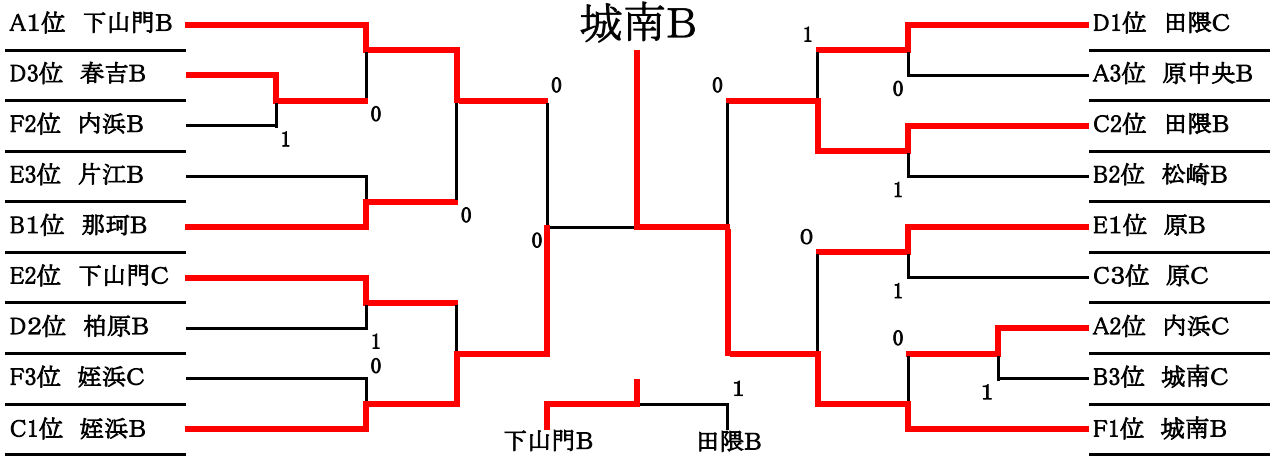 城南B
A1位 下山門B
D3位 春吉B
F2位 内浜B
E3位 片江B
B1位 那珂B
E2位 下山門C
D2位 柏原B
F3位 姪浜C
C1位 姪浜B
0
1
0
0
0
1
0
下山門B
田隈B
1
D1位 田隈C
A3位 原中央B
C2位 田隈B
B2位 松崎B
E1位 原B
C3位 原C
A2位 内浜C
B3位 城南C
F1位 城南B
1
0
0
1
0
1
0
1